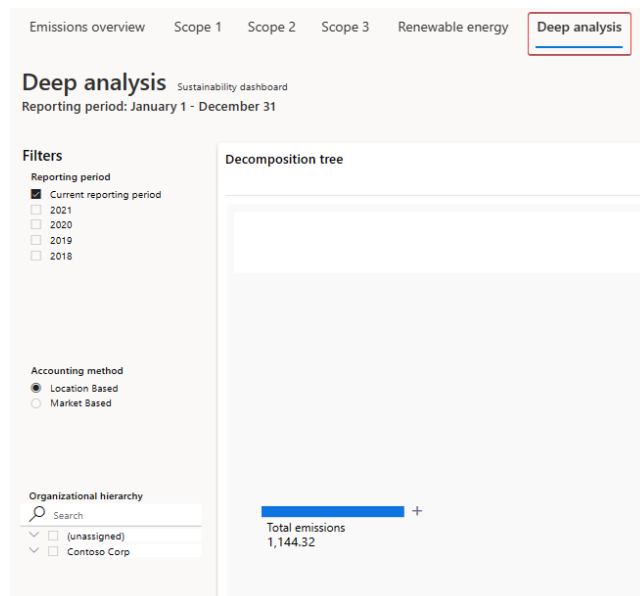 Emissions overview Scope 1 Scope 2 Scope 3 Renewable energy Deep analysis
Deep analysis Sustainability dashboard
Reporting period: January 1 - December 31
Filters
Reporting period
Current reporting period
2021
2020
2019
2018
Accounting method
Location Based
Market Based
Organizational hierarchy
Search
(unassigned)
Contoso Corp
Decomposition tree
Total emissions
1,144.32